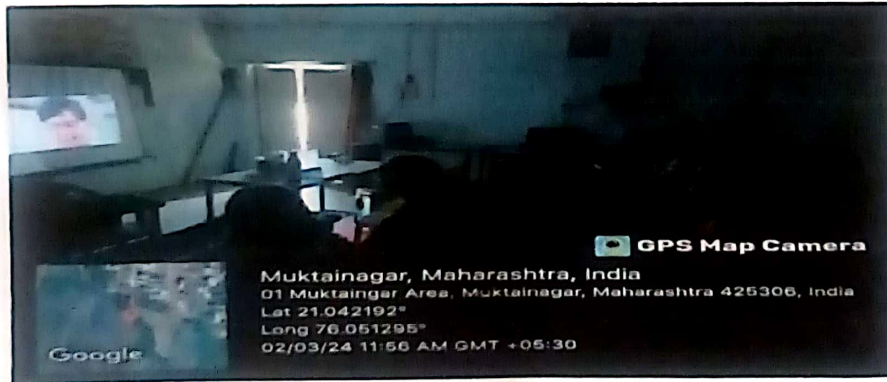 GPS Map Camera
Muktainagar, Maharashtra, India
01 Muktaingar Area, Muktainagar, Maharashtra 425306, India
Lat 21.042192°
Long 76.051295°
02/03/24 11:56 AM GMT +05:30
Google